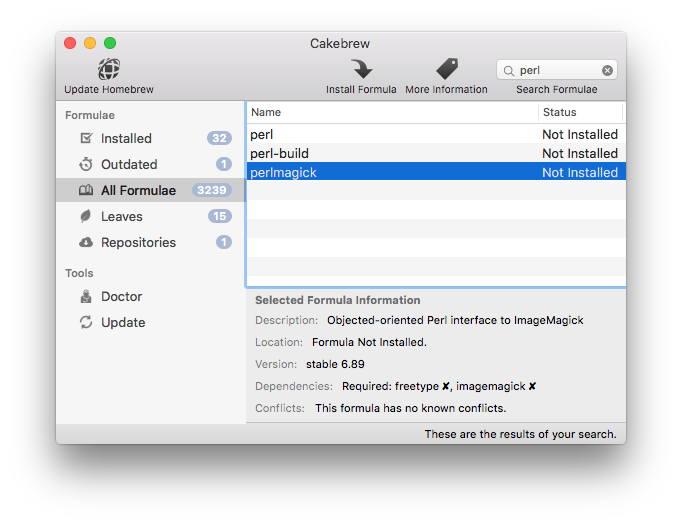 Cakebrew
Update Homebrew
Install Formula
More Information
perl
Search Formulae
Formulae
Installed 32
Outdated 1
All Formulae 3239
Leaves 15
Repositories 1
Tools
Doctor
Update
Name Status
perl Not Installed
perl-build Not Installed
perlmagick Not Installed
Selected Formula Information
Description: Objected-oriented Perl interface to ImageMagick
Location: Formula Not Installed.
Version: stable 6.89
Dependencies: Required: freetype ✘, imagemagick ✘
Conflicts: This formula has no known conflicts.
These are the results of your search.